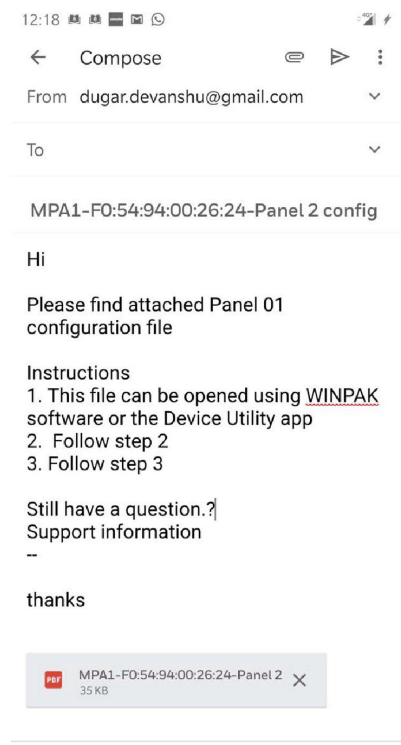 12:18
Compose
From dugar.devanshu@gmail.com
To
MPA1-F0:54:94:00:26:24-Panel 2 config
Hi
Please find attached Panel 01
configuration file
Instructions
1. This file can be opened using WINPAK
software or the Device Utility app
2. Follow step 2
3. Follow step 3
Still have a question.?
Support information
--
thanks
PDF
MPA1-F0:54:94:00:26:24-Panel 2
35 KB